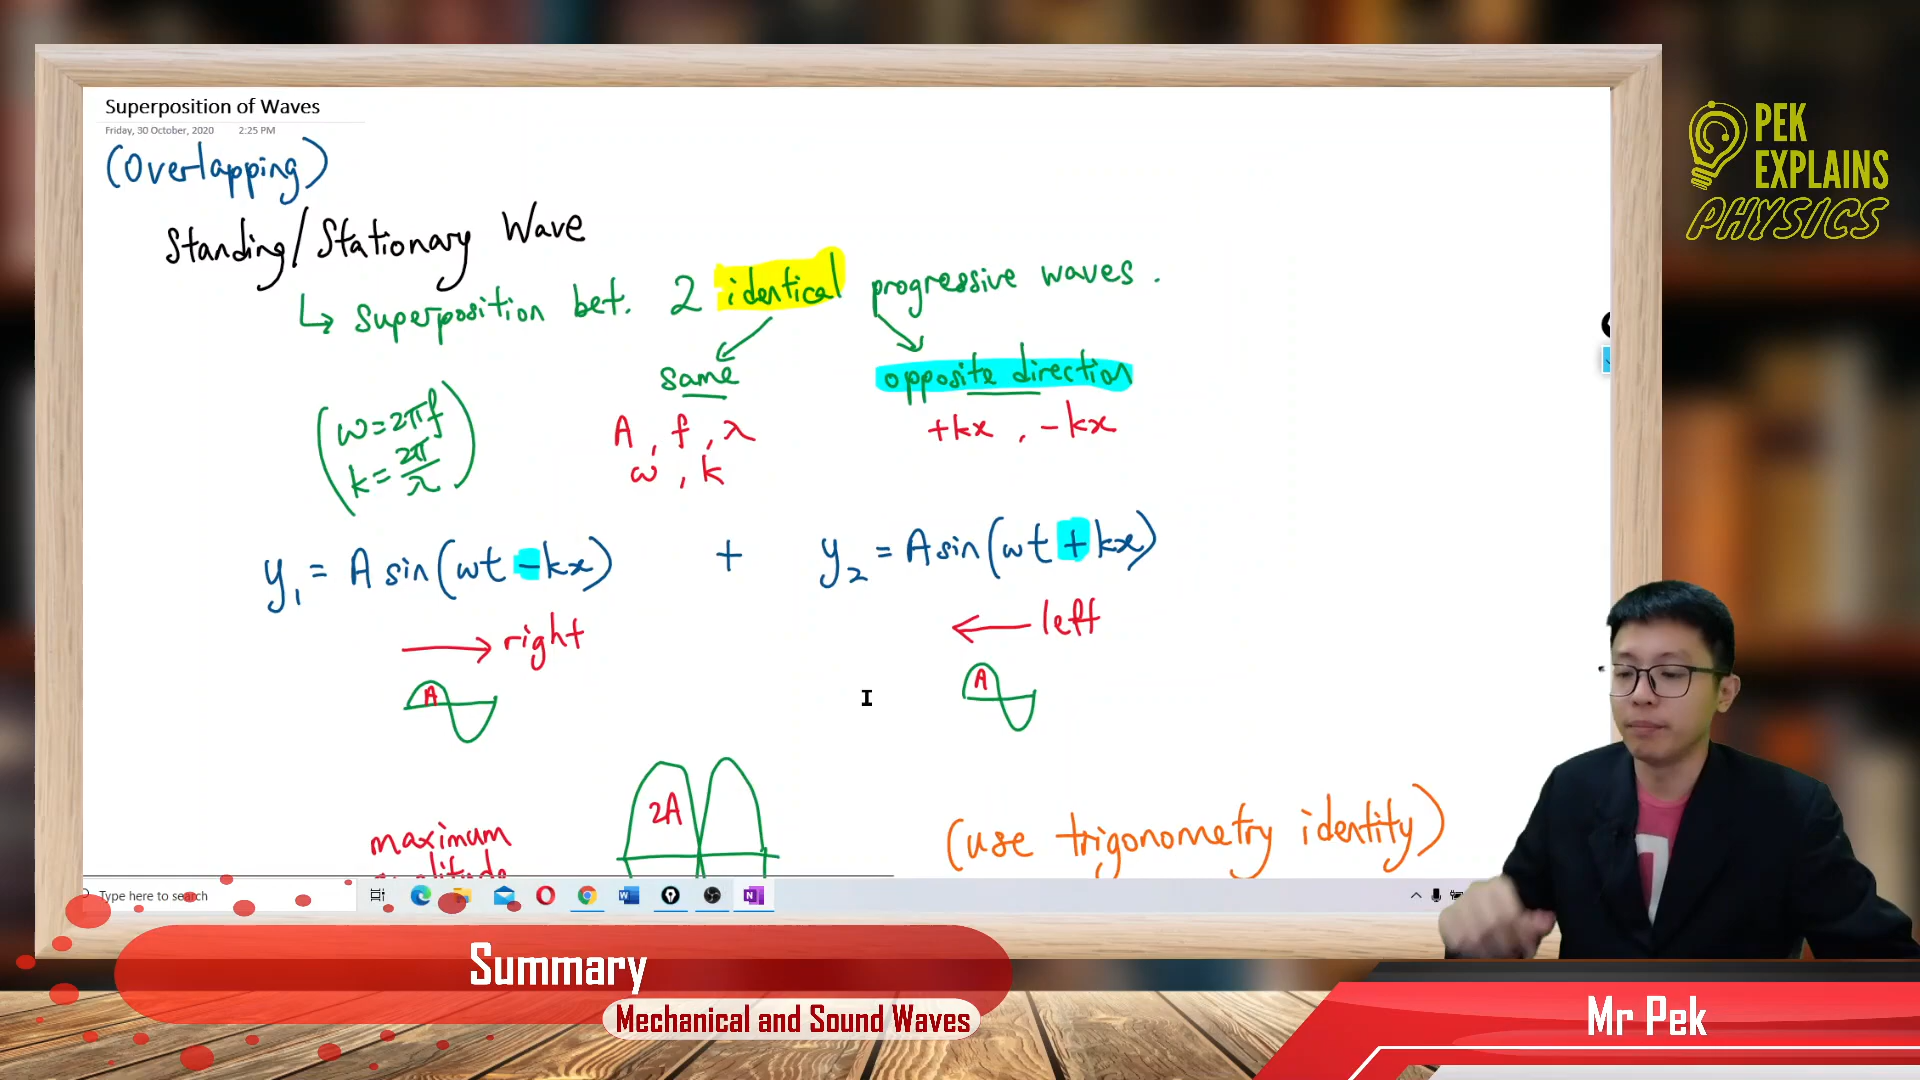 Superposition of Waves
Friday, 30 October, 2020 2:25 PM
(Overlapping)
Standing/Stationary Wave
↳ superposition bet. 2 identical progressive waves.
same
opposite direction
A, f, λ
ω, k
+kx, -kx
(ω=2πf
k=2π/λ)
y₁ = A sin(ωt - kx) + y₂ = A sin(ωt + kx)
→ right
← left
A
A
2A
maximum
amplitude
(use trigonometry identity)
Type here to search
PEK
EXPLAINS
PHYSICS
Summary
Mechanical and Sound Waves
Mr Pek